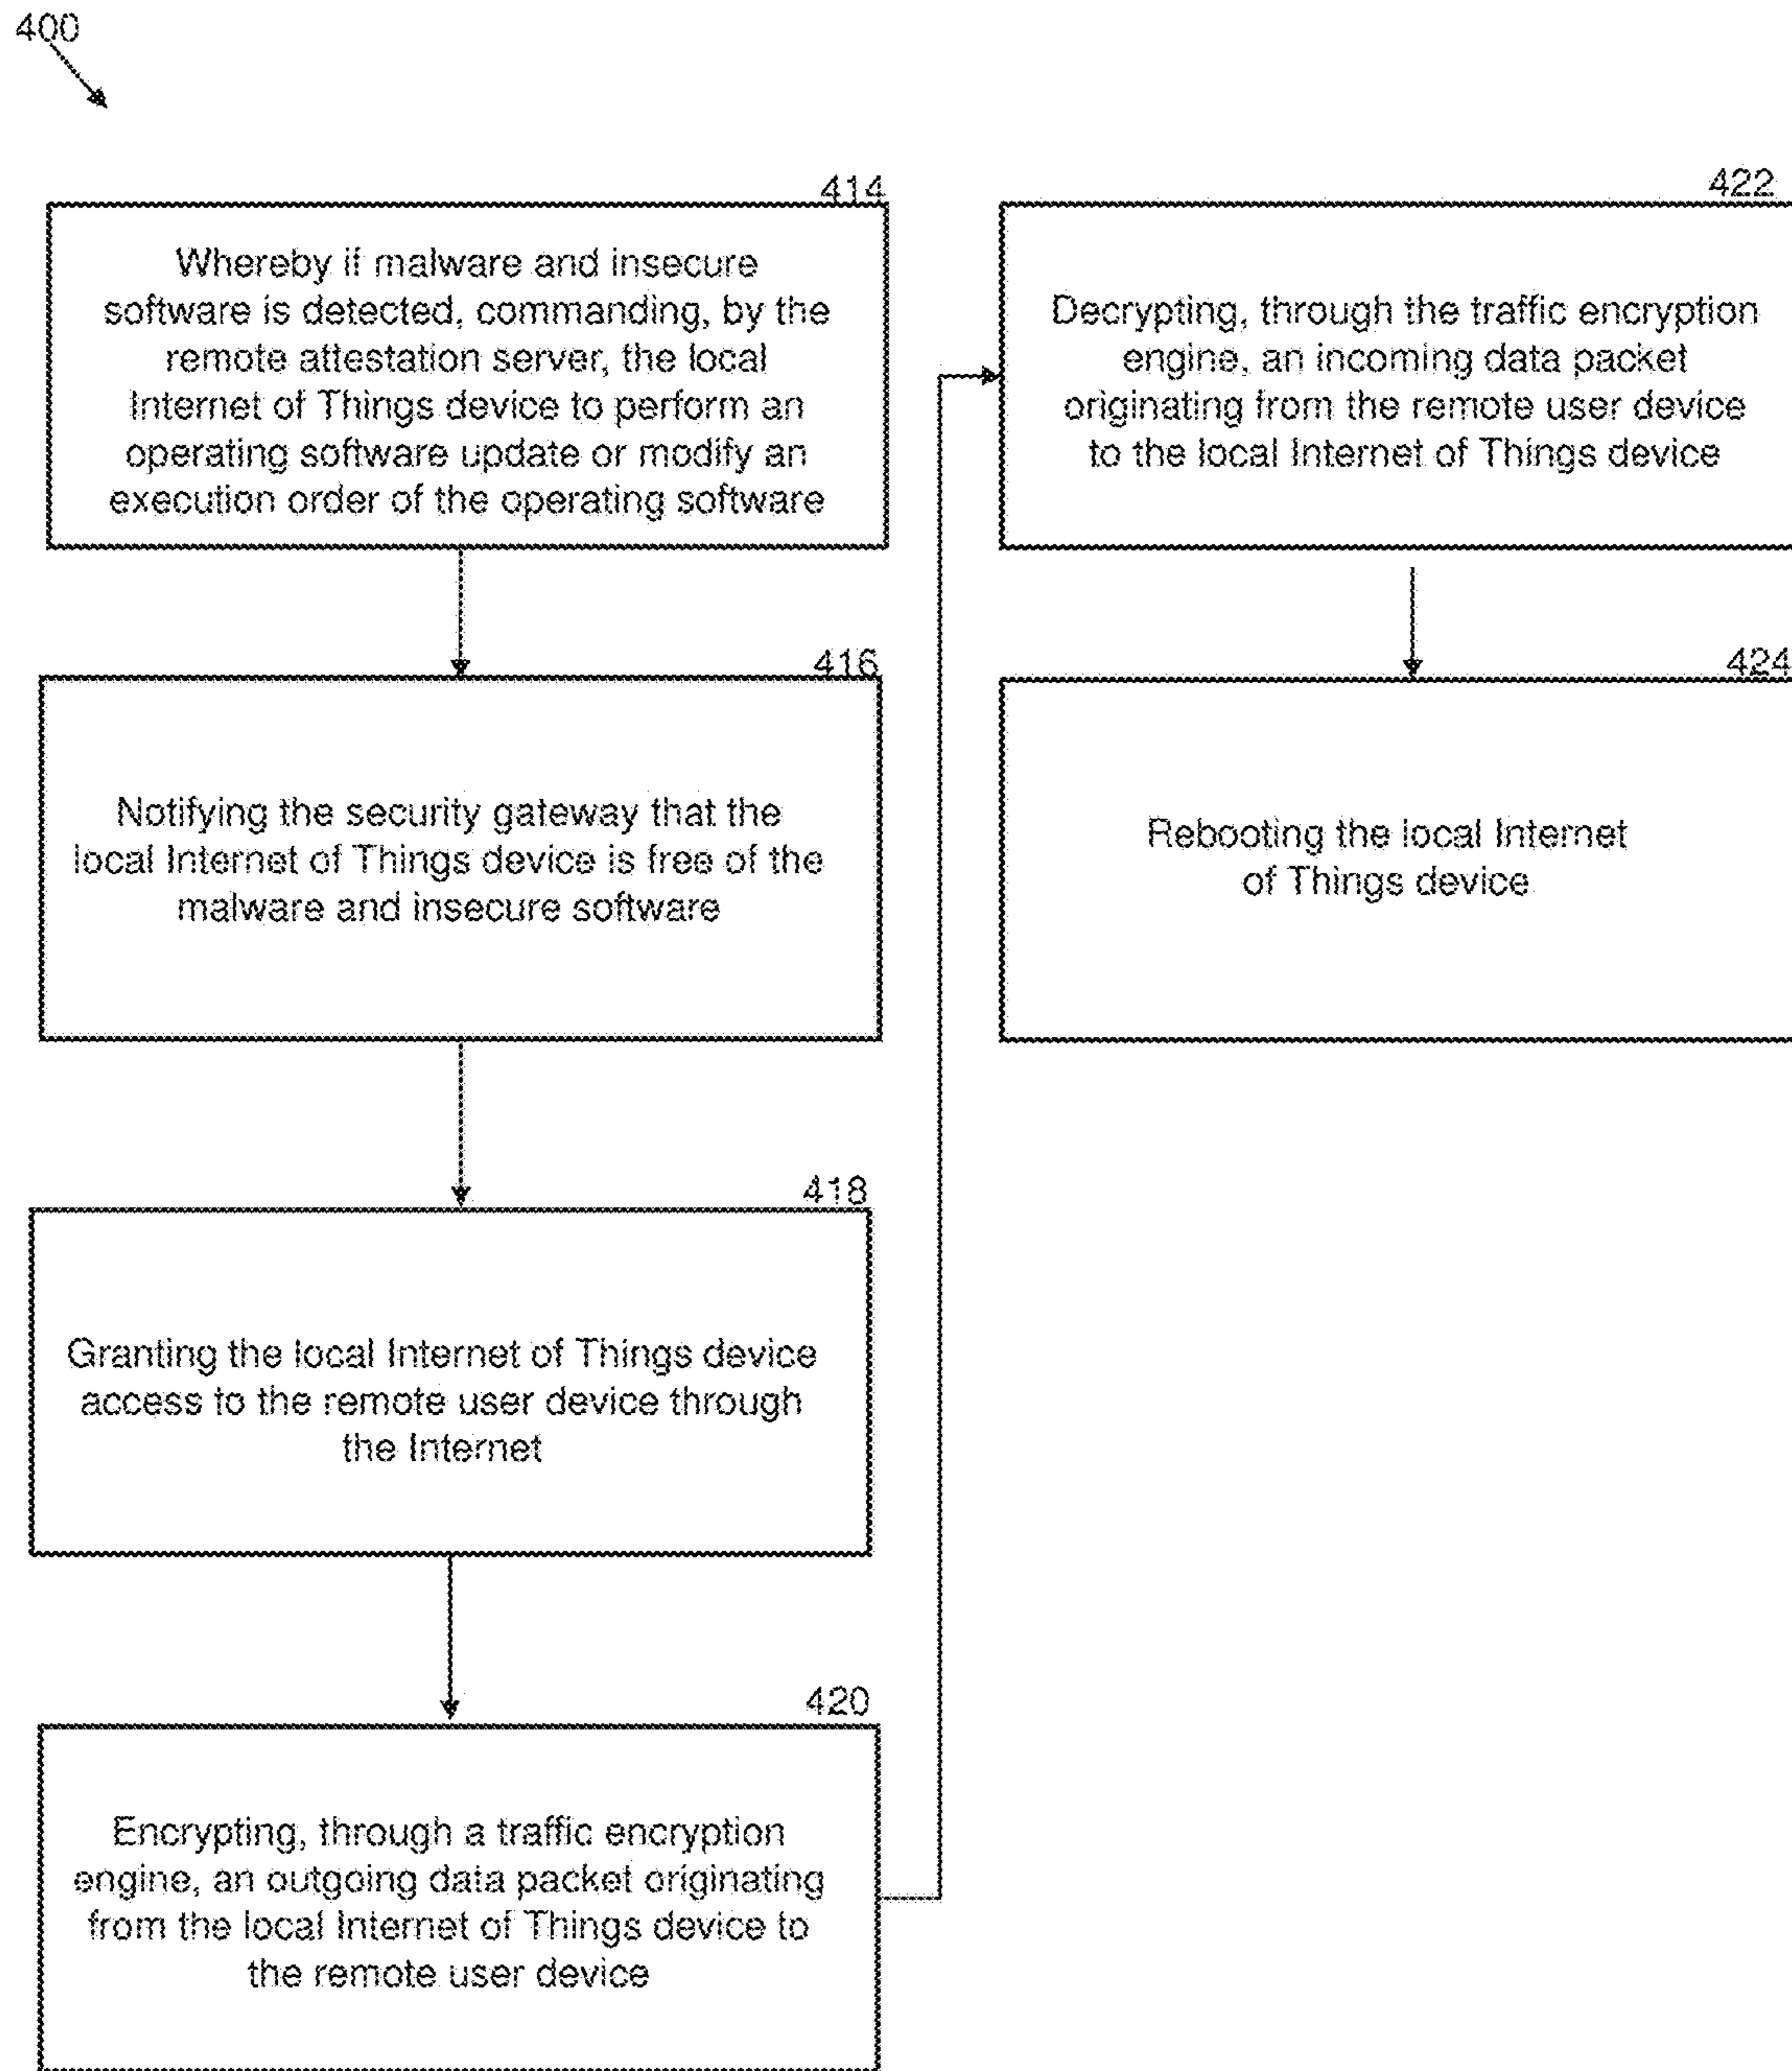 400
414
Whereby if malware and insecure
software is detected, commanding, by the
remote attestation server, the local
Internet of Things device to perform an
operating software update or modify an
execution order of the operating software
416
Notifying the security gateway that the
local Internet of Things device is free of the
malware and insecure software
418
Granting the local Internet of Things device
access to the remote user device through
the Internet
420
Encrypting, through a traffic encryption
engine, an outgoing data packet originating
from the local Internet of Things device to
the remote user device
422
Decrypting, through the traffic encryption
engine, an incoming data packet
originating from the remote user device
to the local Internet of Things device
424
Rebooting the local Internet
of Things device